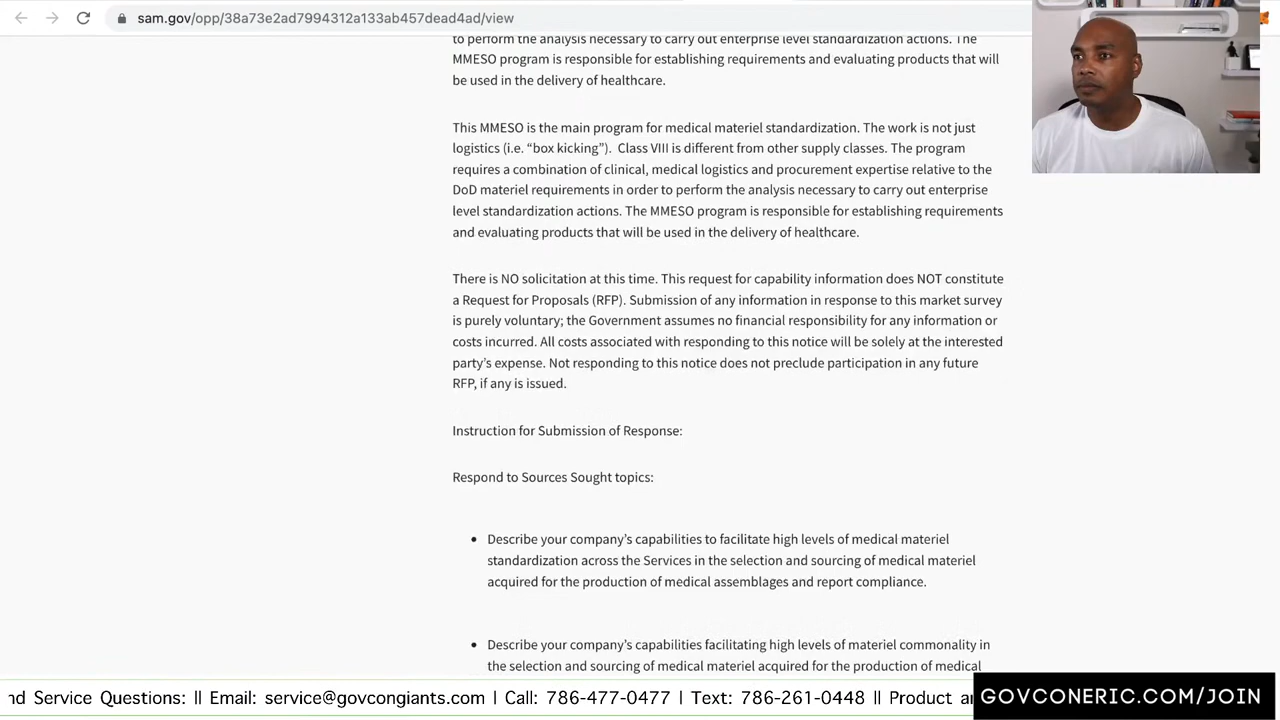 sam.gov/opp/38a73e2ad7994312a133ab457dead4ad/view
to perform the analysis necessary to carry out enterprise level standardization actions. The
MMESO program is responsible for establishing requirements and evaluating products that will
be used in the delivery of healthcare.
This MMESO is the main program for medical materiel standardization. The work is not just
logistics (i.e. “box kicking”).  Class VIII is different from other supply classes. The program
requires a combination of clinical, medical logistics and procurement expertise relative to the
DoD materiel requirements in order to perform the analysis necessary to carry out enterprise
level standardization actions. The MMESO program is responsible for establishing requirements
and evaluating products that will be used in the delivery of healthcare.
There is NO solicitation at this time. This request for capability information does NOT constitute
a Request for Proposals (RFP). Submission of any information in response to this market survey
is purely voluntary; the Government assumes no financial responsibility for any information or
costs incurred. All costs associated with responding to this notice will be solely at the interested
party’s expense. Not responding to this notice does not preclude participation in any future
RFP, if any is issued.
Instruction for Submission of Response:
Respond to Sources Sought topics:
• Describe your company’s capabilities to facilitate high levels of medical materiel
standardization across the Services in the selection and sourcing of medical materiel
acquired for the production of medical assemblages and report compliance.
• Describe your company’s capabilities facilitating high levels of materiel commonality in
the selection and sourcing of medical materiel acquired for the production of medical
nd Service Questions: || Email: service@govcongiants.com | Call: 786-477-0477 | Text: 786-261-0448 || Product a
GOVCONERIC.COM/JOIN